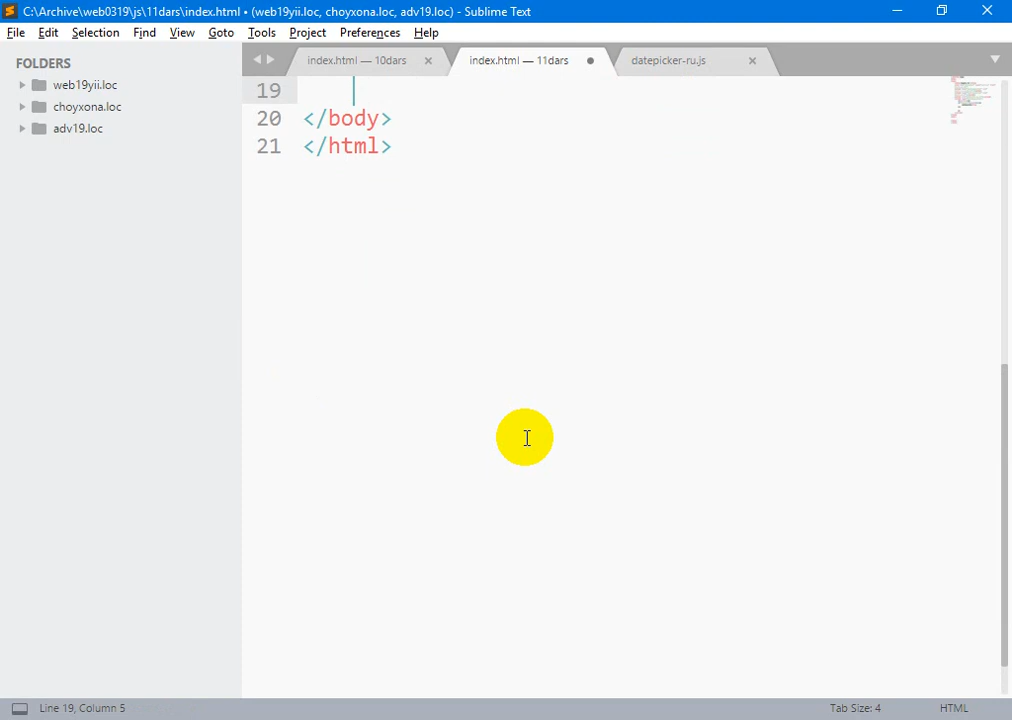 C:\Archive\web0319\js\11dars\index.html • (web19yii.loc, choyxona.loc, adv19.loc) - Sublime Text
File Edit Selection Find View Goto Tools Project Preferences Help
FOLDERS
web19yii.loc
choyxona.loc
adv19.loc
index.html — 10dars
index.html — 11dars
datepicker-ru.js
19
20 </body>
21 </html>
Line 19, Column 5
Tab Size: 4
HTML